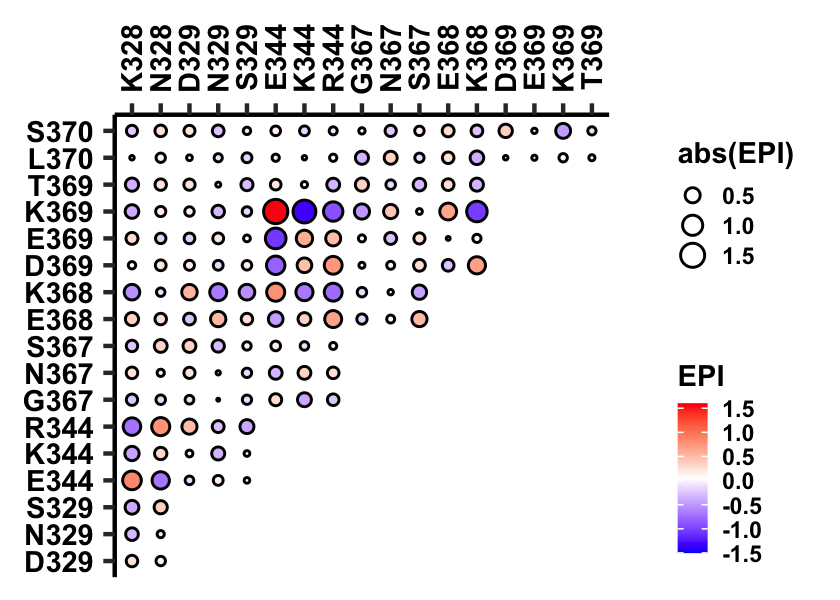 K328 N328 D329 N329 S329 E344 K344 R344 G367 N367 S367 E368 K368 D369 E369 K369 T369
S370
L370
T369
K369
E369
D369
K368
E368
S367
N367
G367
R344
K344
E344
S329
N329
D329
abs(EPI)
0.5
1.0
1.5
EPI
1.5
1.0
0.5
0.0
-0.5
-1.0
-1.5